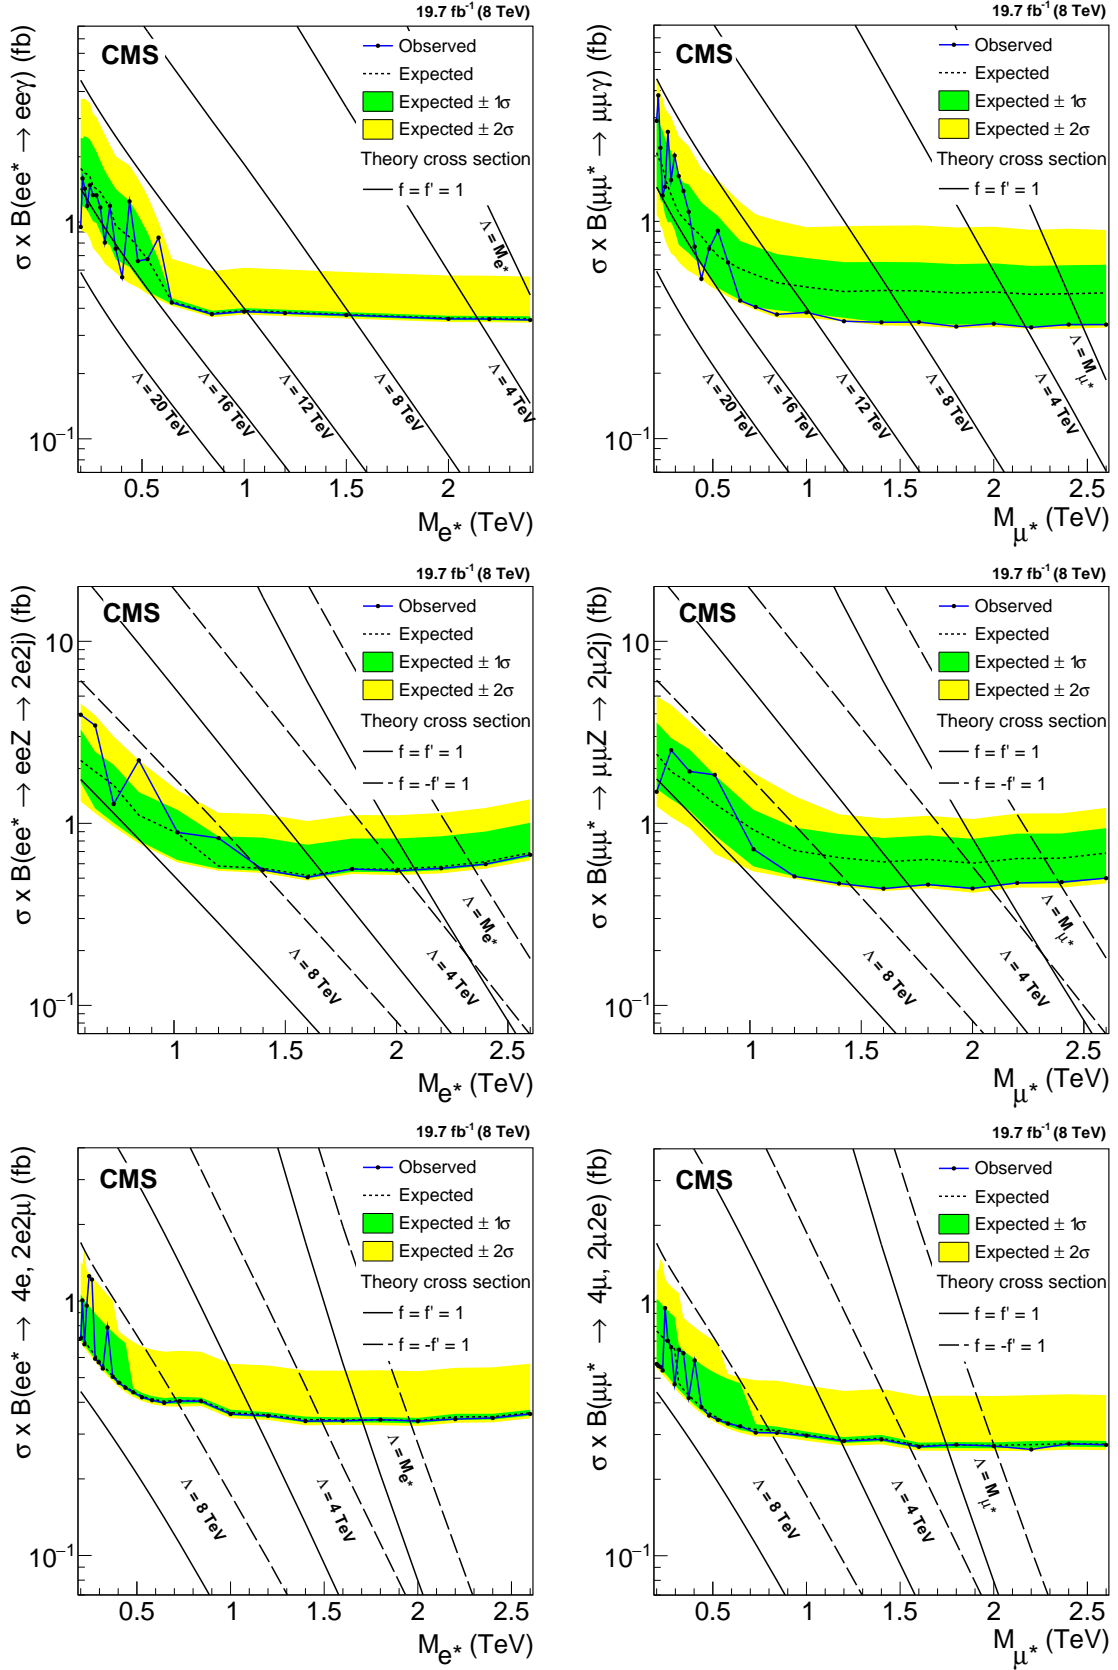 19.7 fb⁻¹ (8 TeV)
CMS
σ x B(ee* → eeγ) (fb)
Observed
Expected
Expected ± 1σ
Expected ± 2σ
Theory cross section
f = f' = 1
Λ = M_e*
Λ = 20 TeV
Λ = 16 TeV
Λ = 12 TeV
Λ = 8 TeV
Λ = 4 TeV
1
10⁻¹
0.5 1 1.5 2 2.5
M_e* (TeV)
19.7 fb⁻¹ (8 TeV)
CMS
σ x B(μμ* → μμγ) (fb)
Observed
Expected
Expected ± 1σ
Expected ± 2σ
Theory cross section
f = f' = 1
Λ = M_μ*
Λ = 20 TeV
Λ = 16 TeV
Λ = 12 TeV
Λ = 8 TeV
Λ = 4 TeV
1
10⁻¹
0.5 1 1.5 2 2.5
M_μ* (TeV)
19.7 fb⁻¹ (8 TeV)
CMS
σ x B(ee* → eeZ → 2e2j) (fb)
Observed
Expected
Expected ± 1σ
Expected ± 2σ
Theory cross section
f = f' = 1
f = -f' = 1
Λ = M_e*
Λ = 8 TeV
Λ = 4 TeV
10
1
10⁻¹
1 1.5 2 2.5
M_e* (TeV)
19.7 fb⁻¹ (8 TeV)
CMS
σ x B(μμ* → μμZ → 2μ2j) (fb)
Observed
Expected
Expected ± 1σ
Expected ± 2σ
Theory cross section
f = f' = 1
f = -f' = 1
Λ = M_μ*
Λ = 8 TeV
Λ = 4 TeV
10
1
10⁻¹
1 1.5 2 2.5
M_μ* (TeV)
19.7 fb⁻¹ (8 TeV)
CMS
σ x B(ee* → 4e, 2e2μ) (fb)
Observed
Expected
Expected ± 1σ
Expected ± 2σ
Theory cross section
f = f' = 1
f = -f' = 1
Λ = M_e*
Λ = 8 TeV
Λ = 4 TeV
1
10⁻¹
0.5 1 1.5 2 2.5
M_e* (TeV)
19.7 fb⁻¹ (8 TeV)
CMS
σ x B(μμ* → 4μ, 2μ2e) (fb)
Observed
Expected
Expected ± 1σ
Expected ± 2σ
Theory cross section
f = f' = 1
f = -f' = 1
Λ = M_μ*
Λ = 8 TeV
Λ = 4 TeV
1
10⁻¹
0.5 1 1.5 2 2.5
M_μ* (TeV)